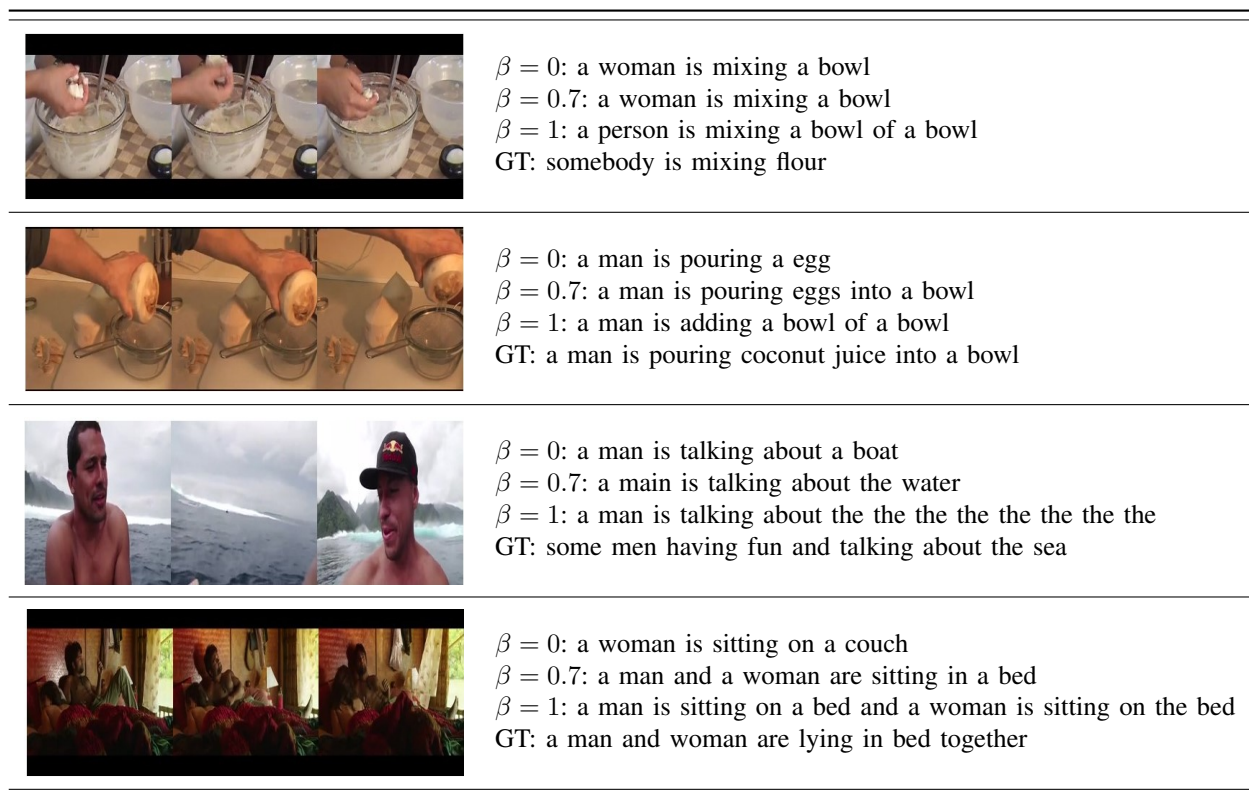 β = 0: a woman is mixing a bowl
β = 0.7: a woman is mixing a bowl
β = 1: a person is mixing a bowl of a bowl
GT: somebody is mixing flour
β = 0: a man is pouring a egg
β = 0.7: a man is pouring eggs into a bowl
β = 1: a man is adding a bowl of a bowl
GT: a man is pouring coconut juice into a bowl
β = 0: a man is talking about a boat
β = 0.7: a main is talking about the water
β = 1: a man is talking about the the the the the the the the
GT: some men having fun and talking about the sea
β = 0: a woman is sitting on a couch
β = 0.7: a man and a woman are sitting in a bed
β = 1: a man is sitting on a bed and a woman is sitting on the bed
GT: a man and woman are lying in bed together